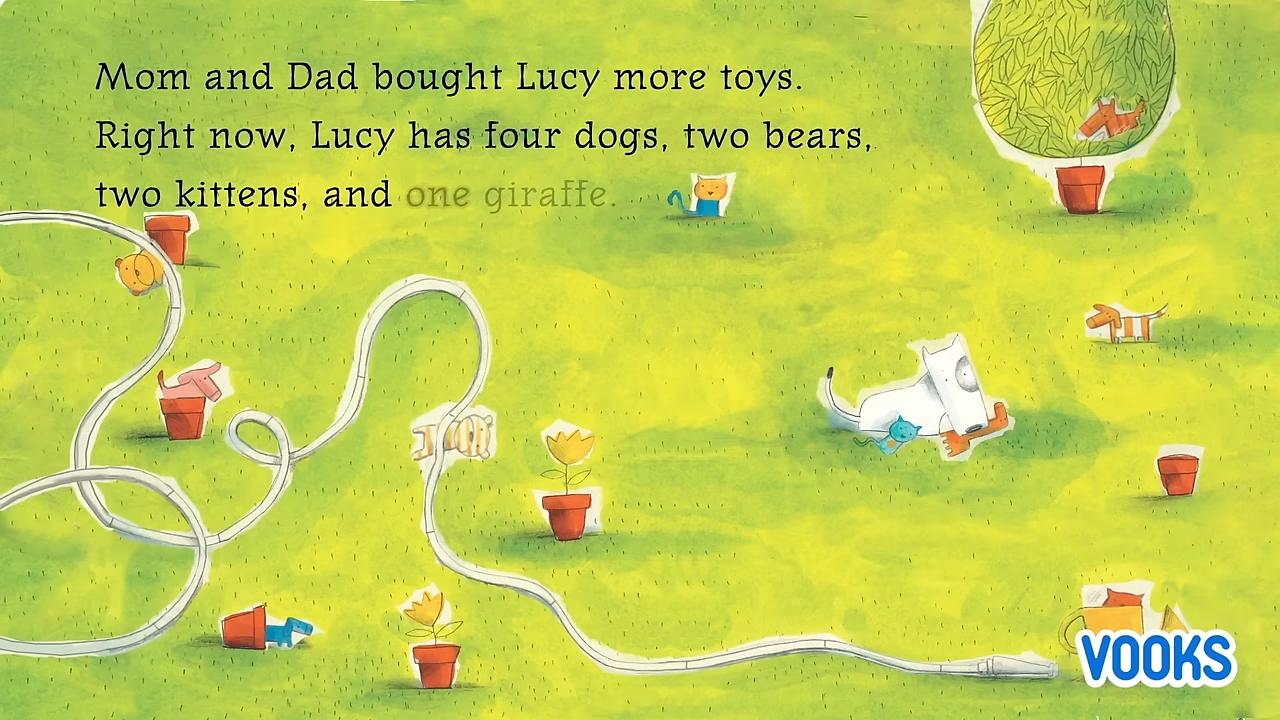 Mom and Dad bought Lucy more toys.
Right now, Lucy has four dogs, two bears,
two kittens, and one giraffe.
VOOKS